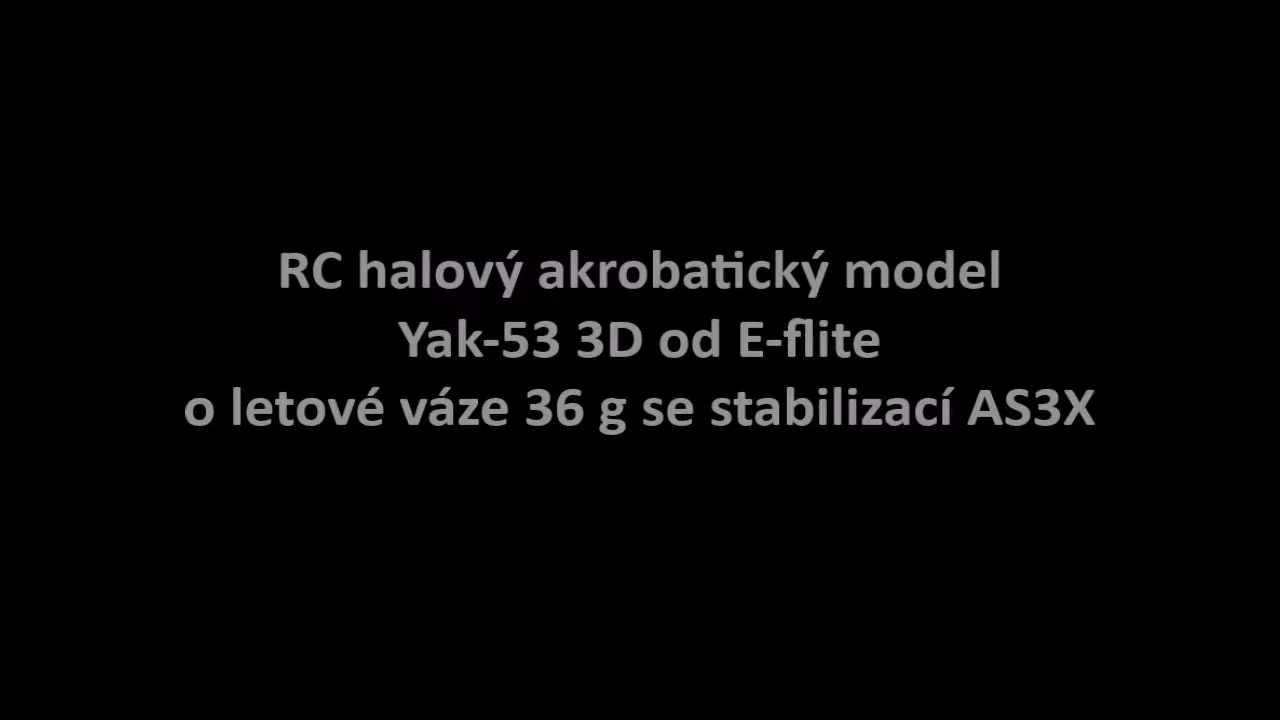 RC halový akrobatický model
Yak-53 3D od E-flite
o letové váze 36 g se stabilizací AS3X